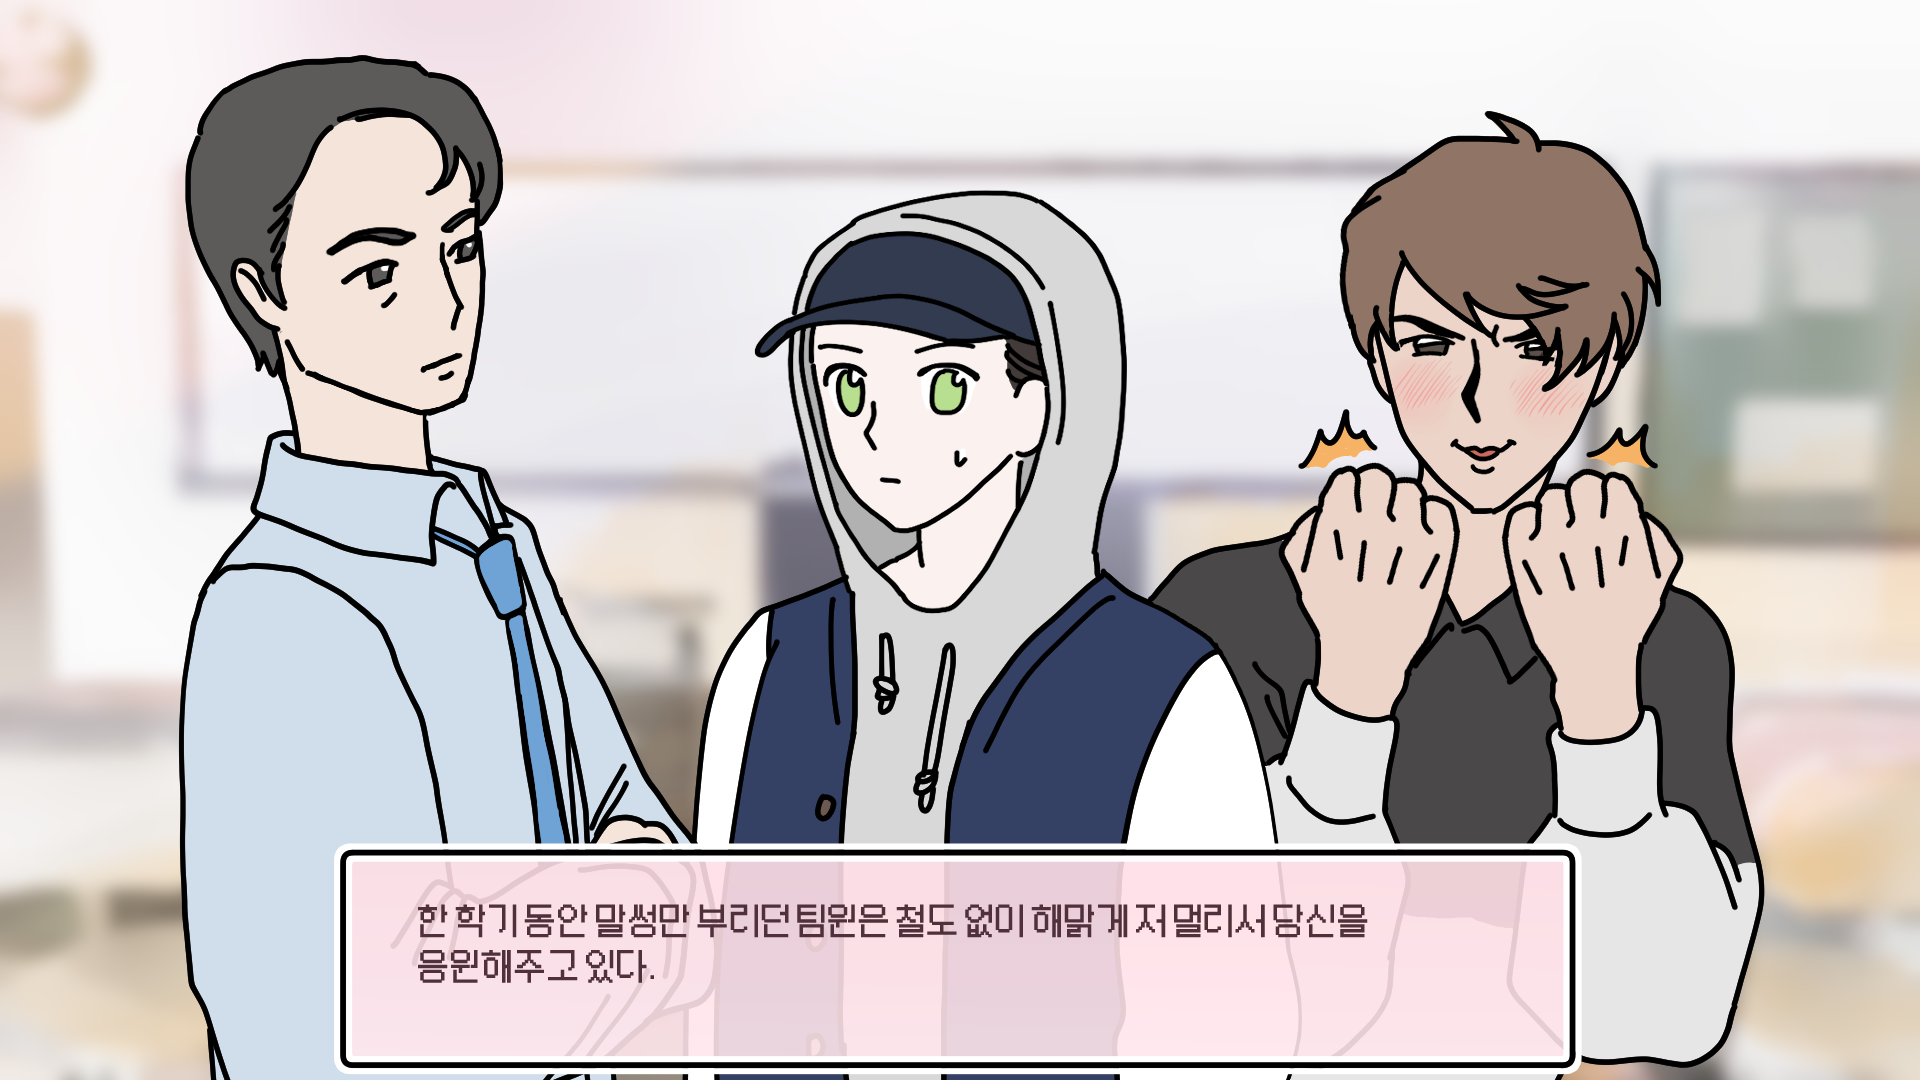 한 학기 동안 말썽만 부리던 팀원은 철도 없이 해맑게 저 멀리서 당신을
응원해주고 있다.